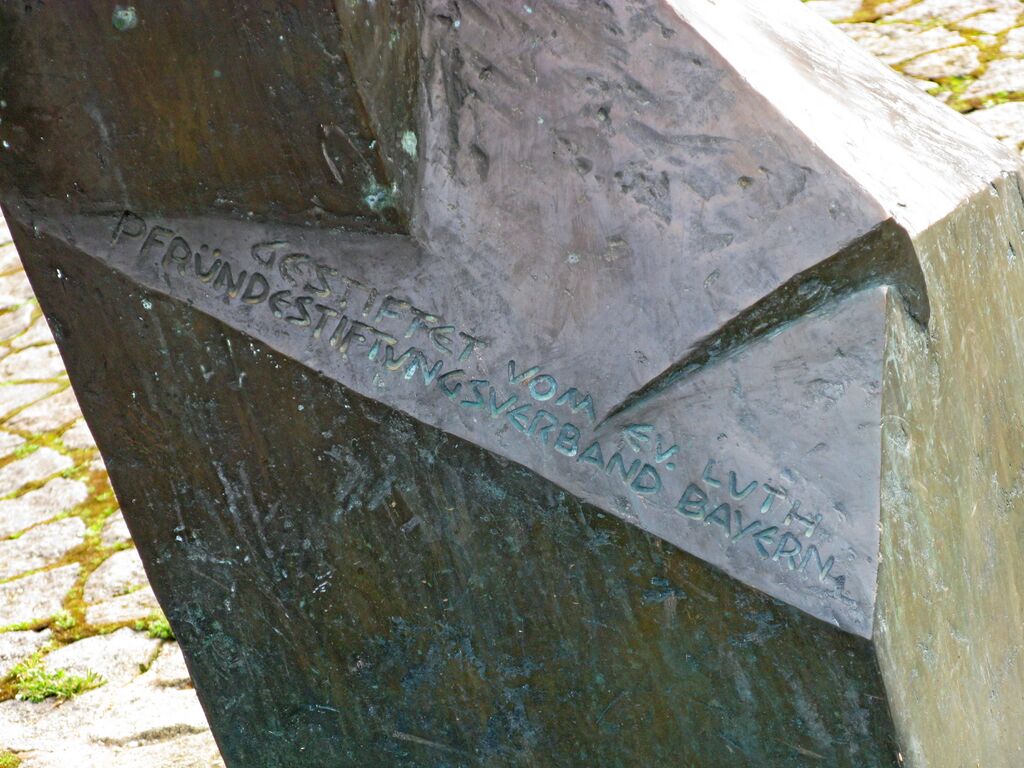 GESTIFTET VOM EV. LUTH.
PFRÜNDESTIFTUNGSVERBAND BAYERN